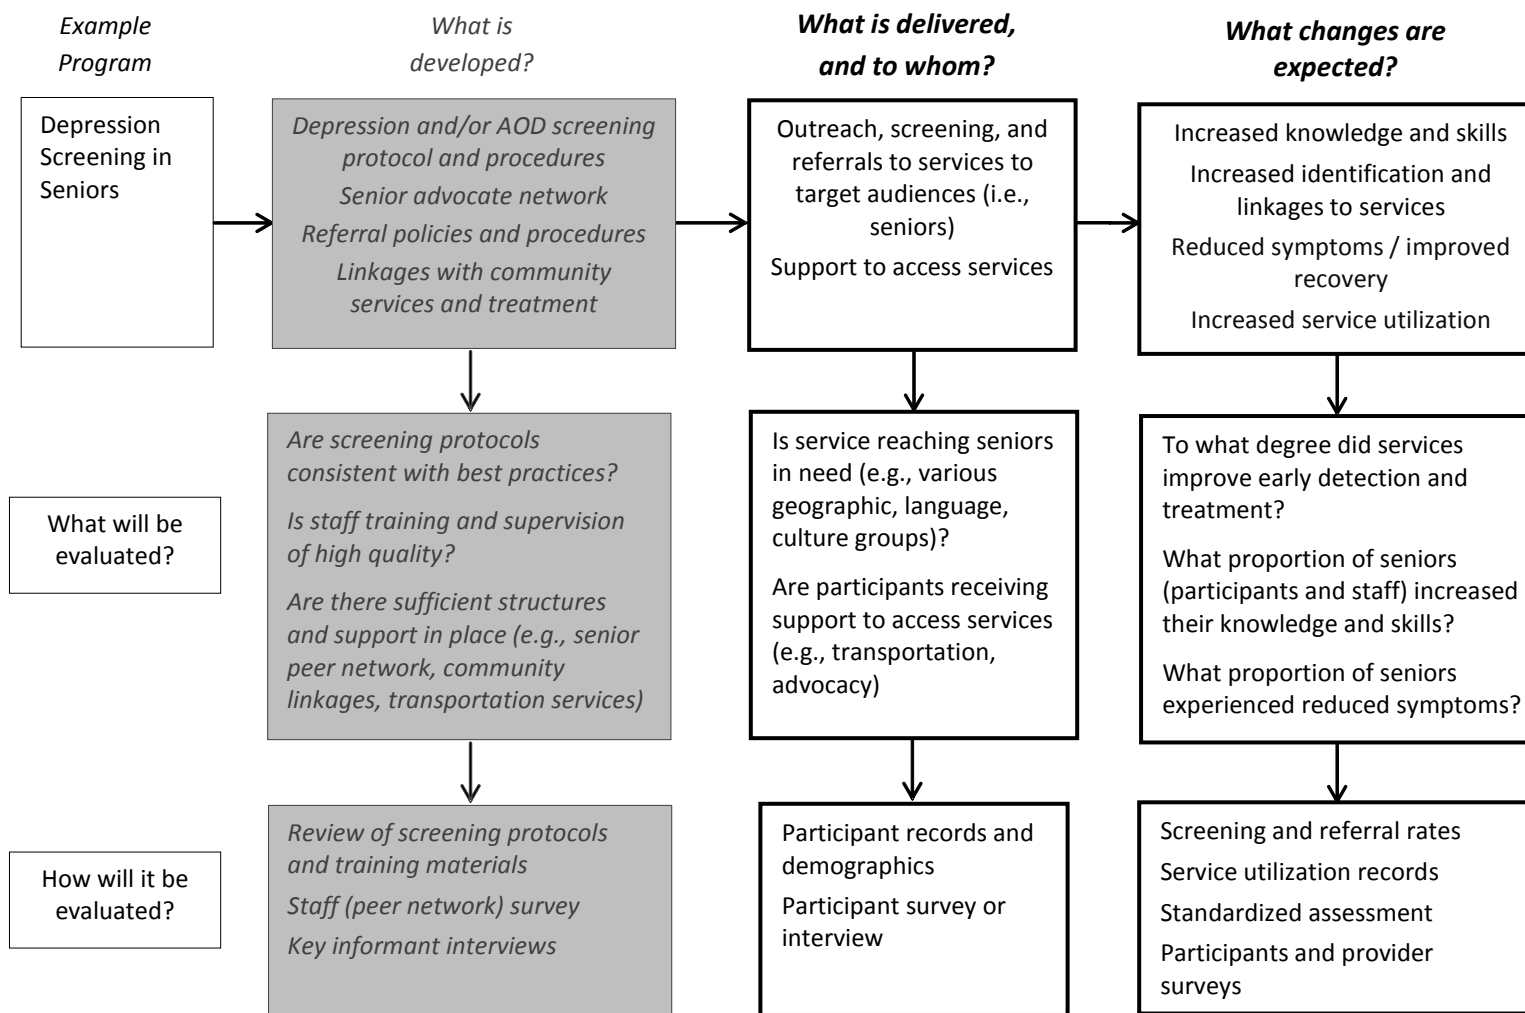 Example
Program
What is
developed?
What is delivered,
and to whom?
What changes are
expected?
Depression
Screening in
Seniors
Depression and/or AOD screening
protocol and procedures
Senior advocate network
Referral policies and procedures
Linkages with community
services and treatment
Outreach, screening, and
referrals to services to
target audiences (i.e.,
seniors)
Support to access services
Increased knowledge and skills
Increased identification and
linkages to services
Reduced symptoms / improved
recovery
Increased service utilization
What will be
evaluated?
Are screening protocols
consistent with best practices?
Is staff training and supervision
of high quality?
Are there sufficient structures
and support in place (e.g., senior
peer network, community
linkages, transportation services)
Is service reaching seniors
in need (e.g., various
geographic, language,
culture groups)?
Are participants receiving
support to access services
(e.g., transportation,
advocacy)
To what degree did services
improve early detection and
treatment?
What proportion of seniors
(participants and staff) increased
their knowledge and skills?
What proportion of seniors
experienced reduced symptoms?
How will it be
evaluated?
Review of screening protocols
and training materials
Staff (peer network) survey
Key informant interviews
Participant records and
demographics
Participant survey or
interview
Screening and referral rates
Service utilization records
Standardized assessment
Participants and provider
surveys